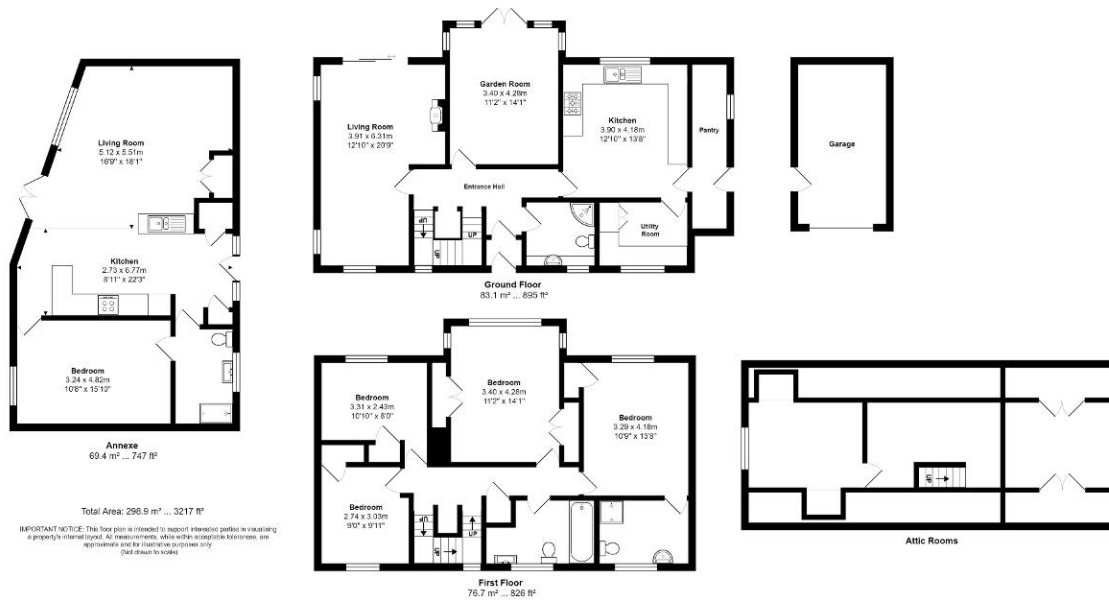 Living Room
5.12 x 5.51m
16'9" x 18'1"
Kitchen
2.73 x 6.77m
8'11" x 22'3"
Bedroom
3.24 x 4.82m
10'8" x 15'10"
Annexe
69.4 m² ... 747 ft²
Living Room
3.91 x 6.31m
12'10" x 20'9"
Garden Room
3.40 x 4.28m
11'2" x 14'1"
Kitchen
3.90 x 4.18m
12'10" x 13'8"
Pantry
Entrance Hall
Utility
Room
UP
UP
UP
Ground Floor
83.1 m² ... 895 ft²
Garage
Bedroom
3.31 x 2.43m
10'10" x 8'0"
Bedroom
3.40 x 4.28m
11'2" x 14'1"
Bedroom
3.29 x 4.18m
10'9" x 13'8"
Bedroom
2.74 x 3.03m
9'0" x 9'11"
UP
UP
UP
First Floor
76.7 m² ... 826 ft²
UP
Attic Rooms
Total Area: 298.9 m² ... 3217 ft²
IMPORTANT NOTICE: This floor plan is intended to support interested parties in visualising
a property's internal layout. All measurements, while within acceptable tolerances, are
approximate and for illustrative purposes only
(Not drawn to scale)